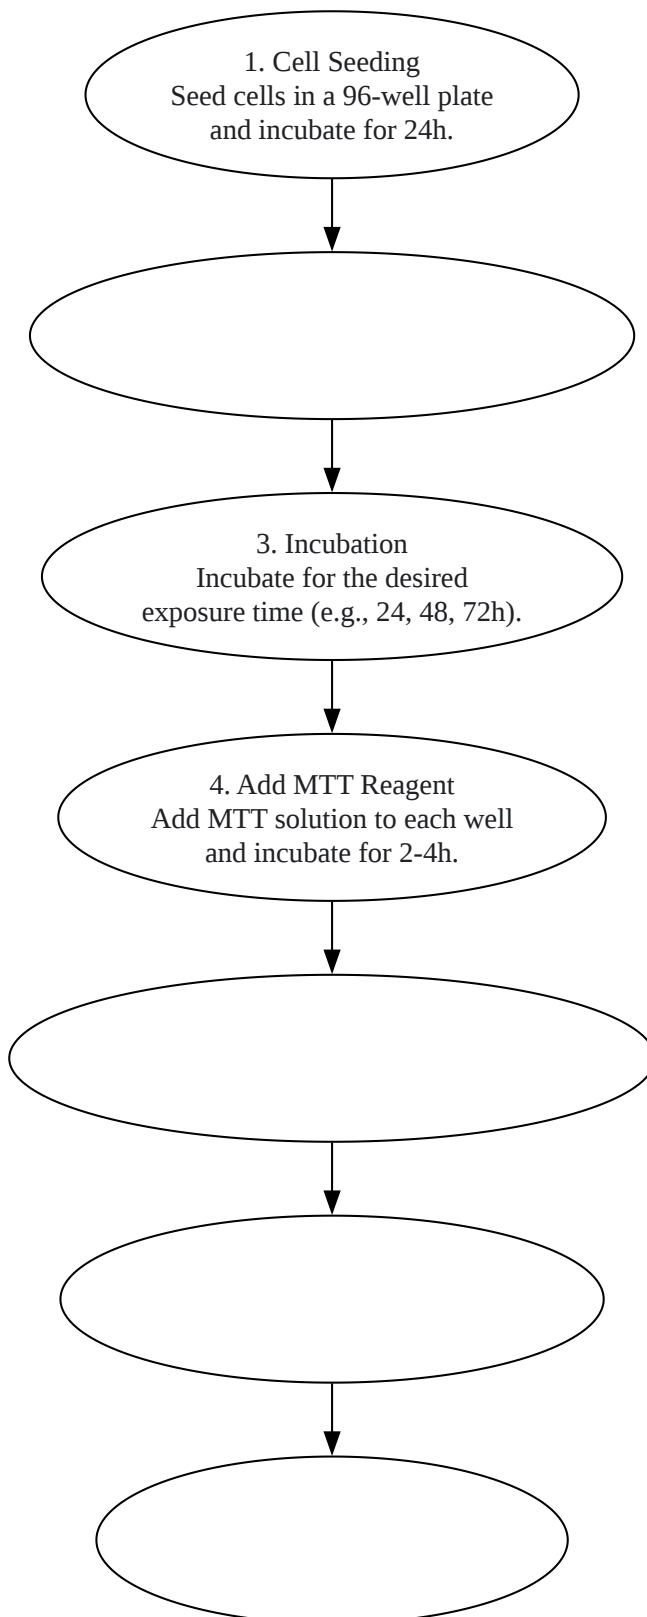 1. Cell Seeding
Seed cells in a 96-well plate
and incubate for 24h.
3. Incubation
Incubate for the desired
exposure time (e.g., 24, 48, 72h).
4. Add MTT Reagent
Add MTT solution to each well
and incubate for 2-4h.